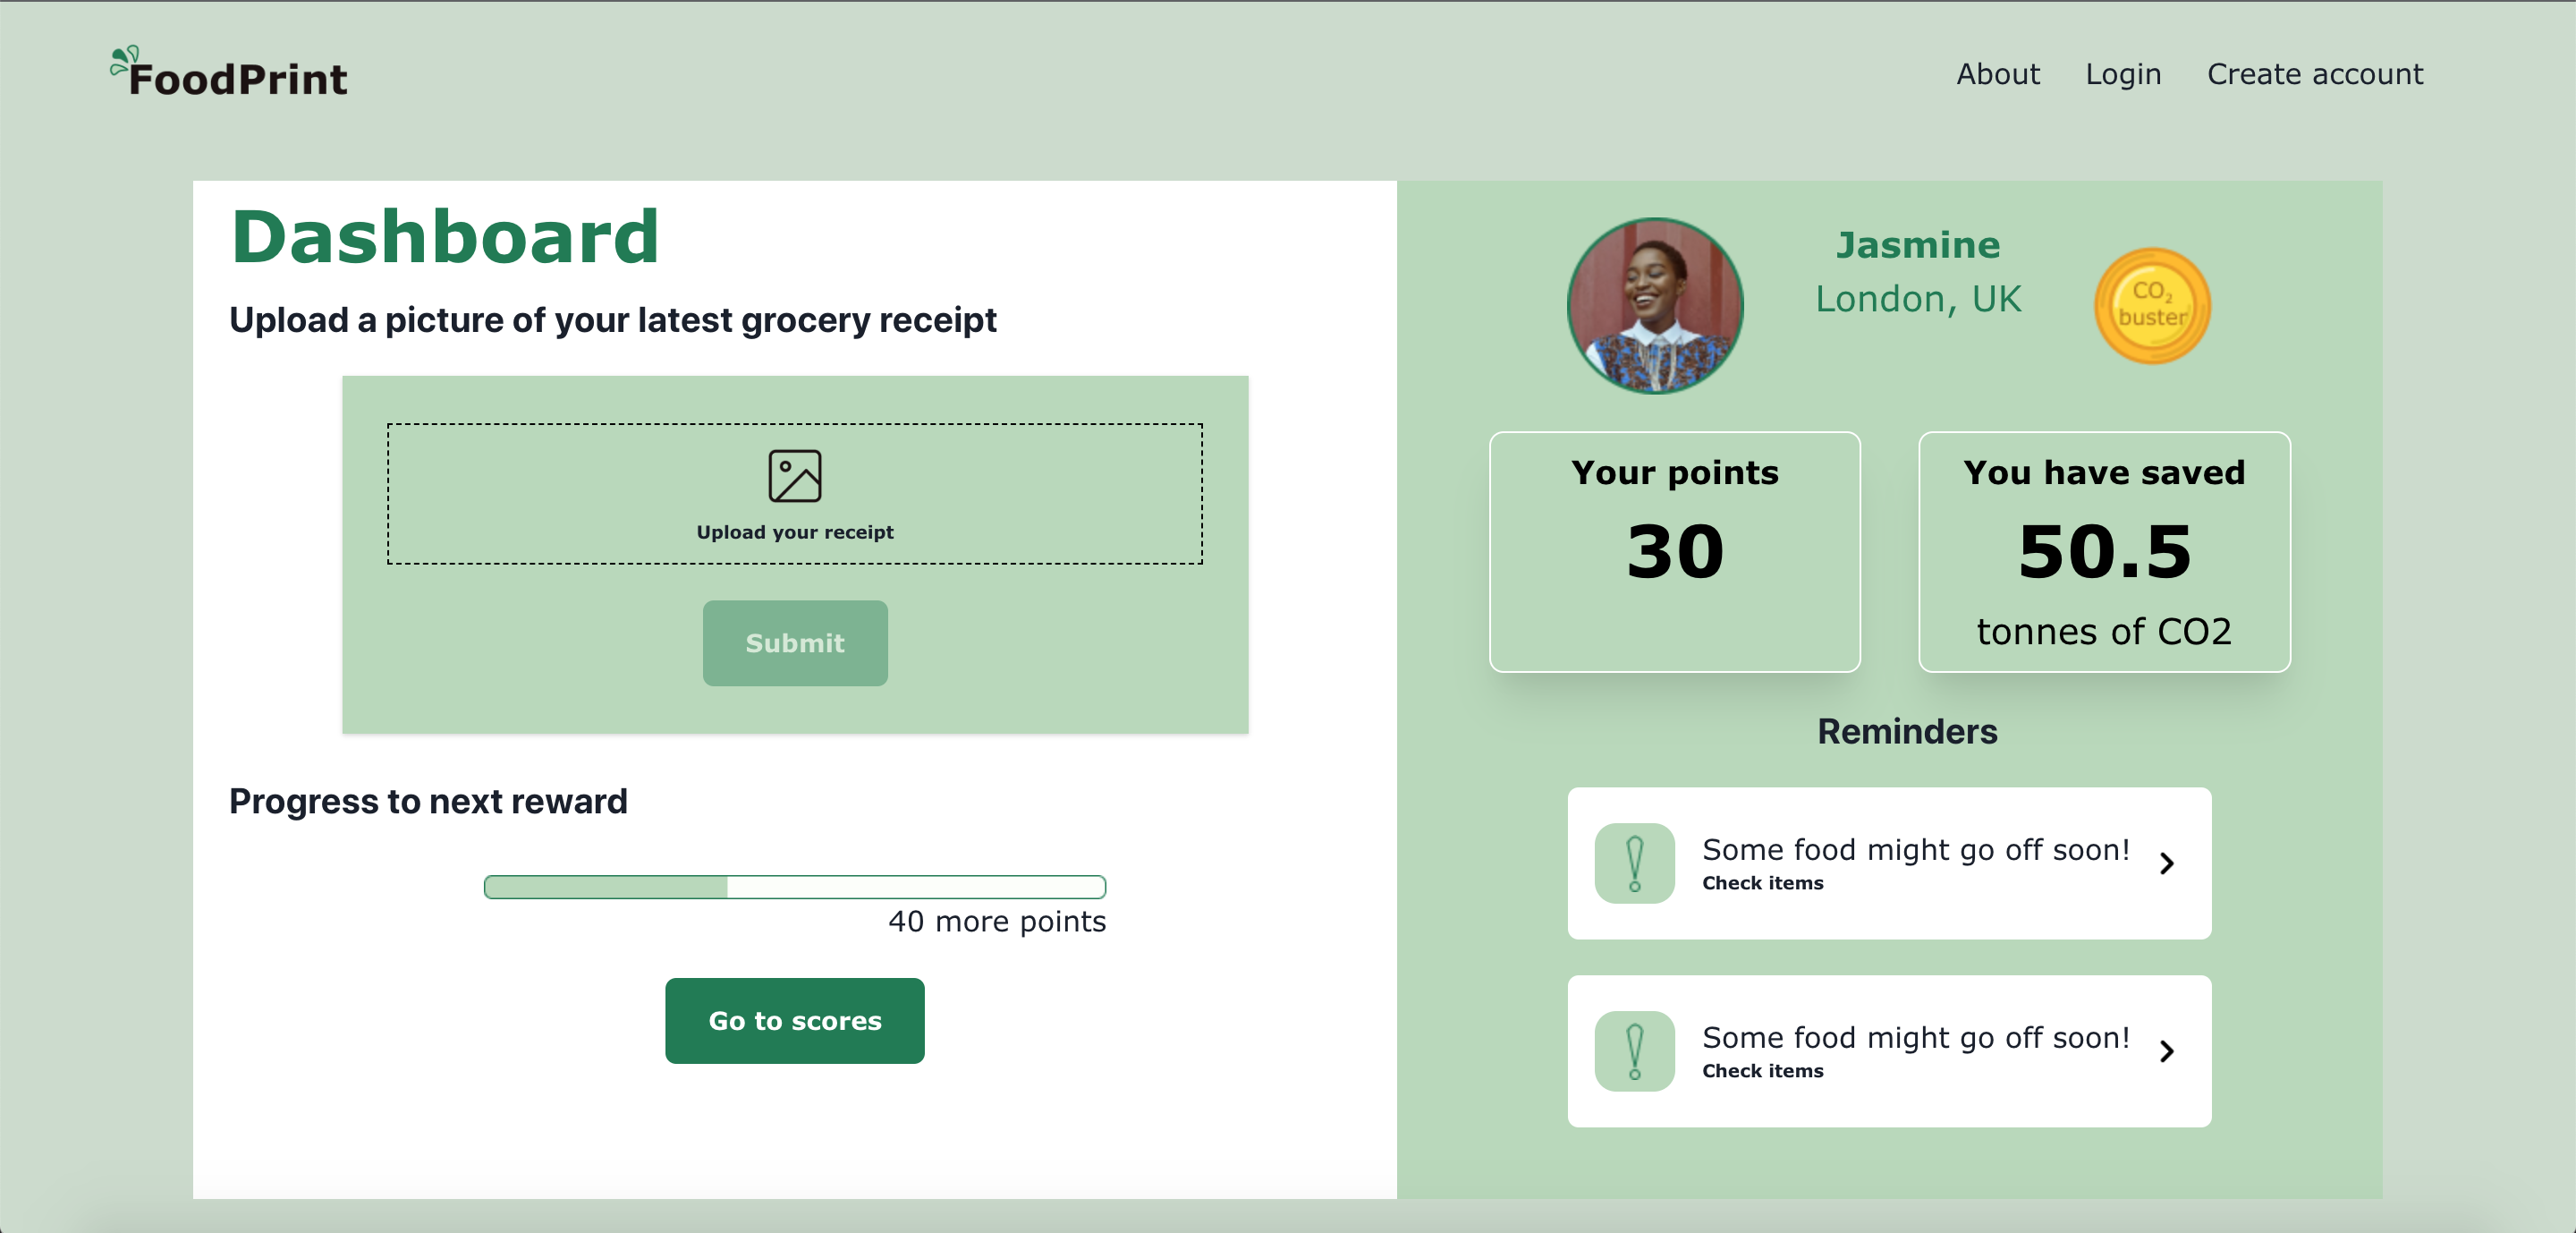 FoodPrint
About Login Create account
Dashboard
Upload a picture of your latest grocery receipt
Upload your receipt
Submit
Progress to next reward
40 more points
Go to scores
Jasmine
London, UK
CO₂
buster
Your points
30
You have saved
50.5
tonnes of CO2
Reminders
Some food might go off soon!
Check items
Some food might go off soon!
Check items